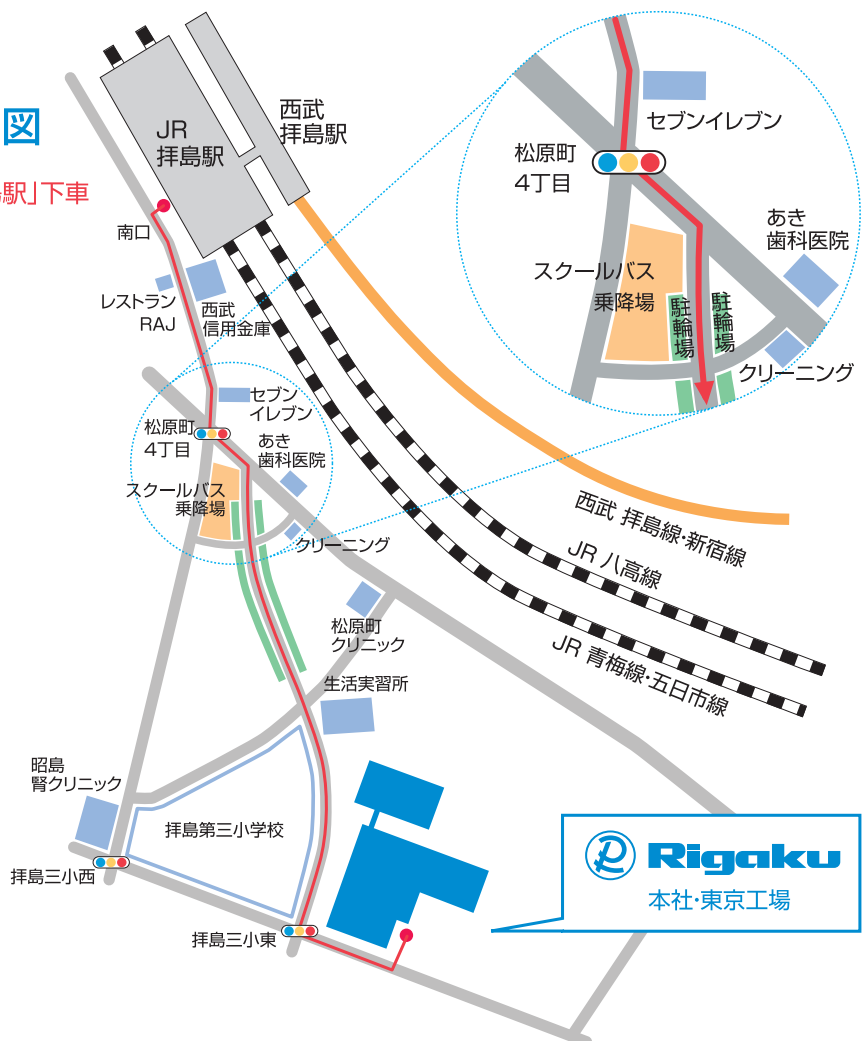 図
駅」下車
JR
拝島駅
西武
拝島駅
南口
レストラン
RAJ
西武
信用金庫
セブン
イレブン
松原町
4丁目
あき
歯科医院
スクールバス
乗降場
クリーニング
セブンイレブン
松原町
4丁目
あき
歯科医院
スクールバス
乗降場
駐輪場
駐輪場
クリーニング
西武 拝島線・新宿線
JR 八高線
JR 青梅線・五日市線
松原町
クリニック
生活実習所
昭島
腎クリニック
拝島第三小学校
拝島三小西
拝島三小東
Rigaku
本社・東京工場